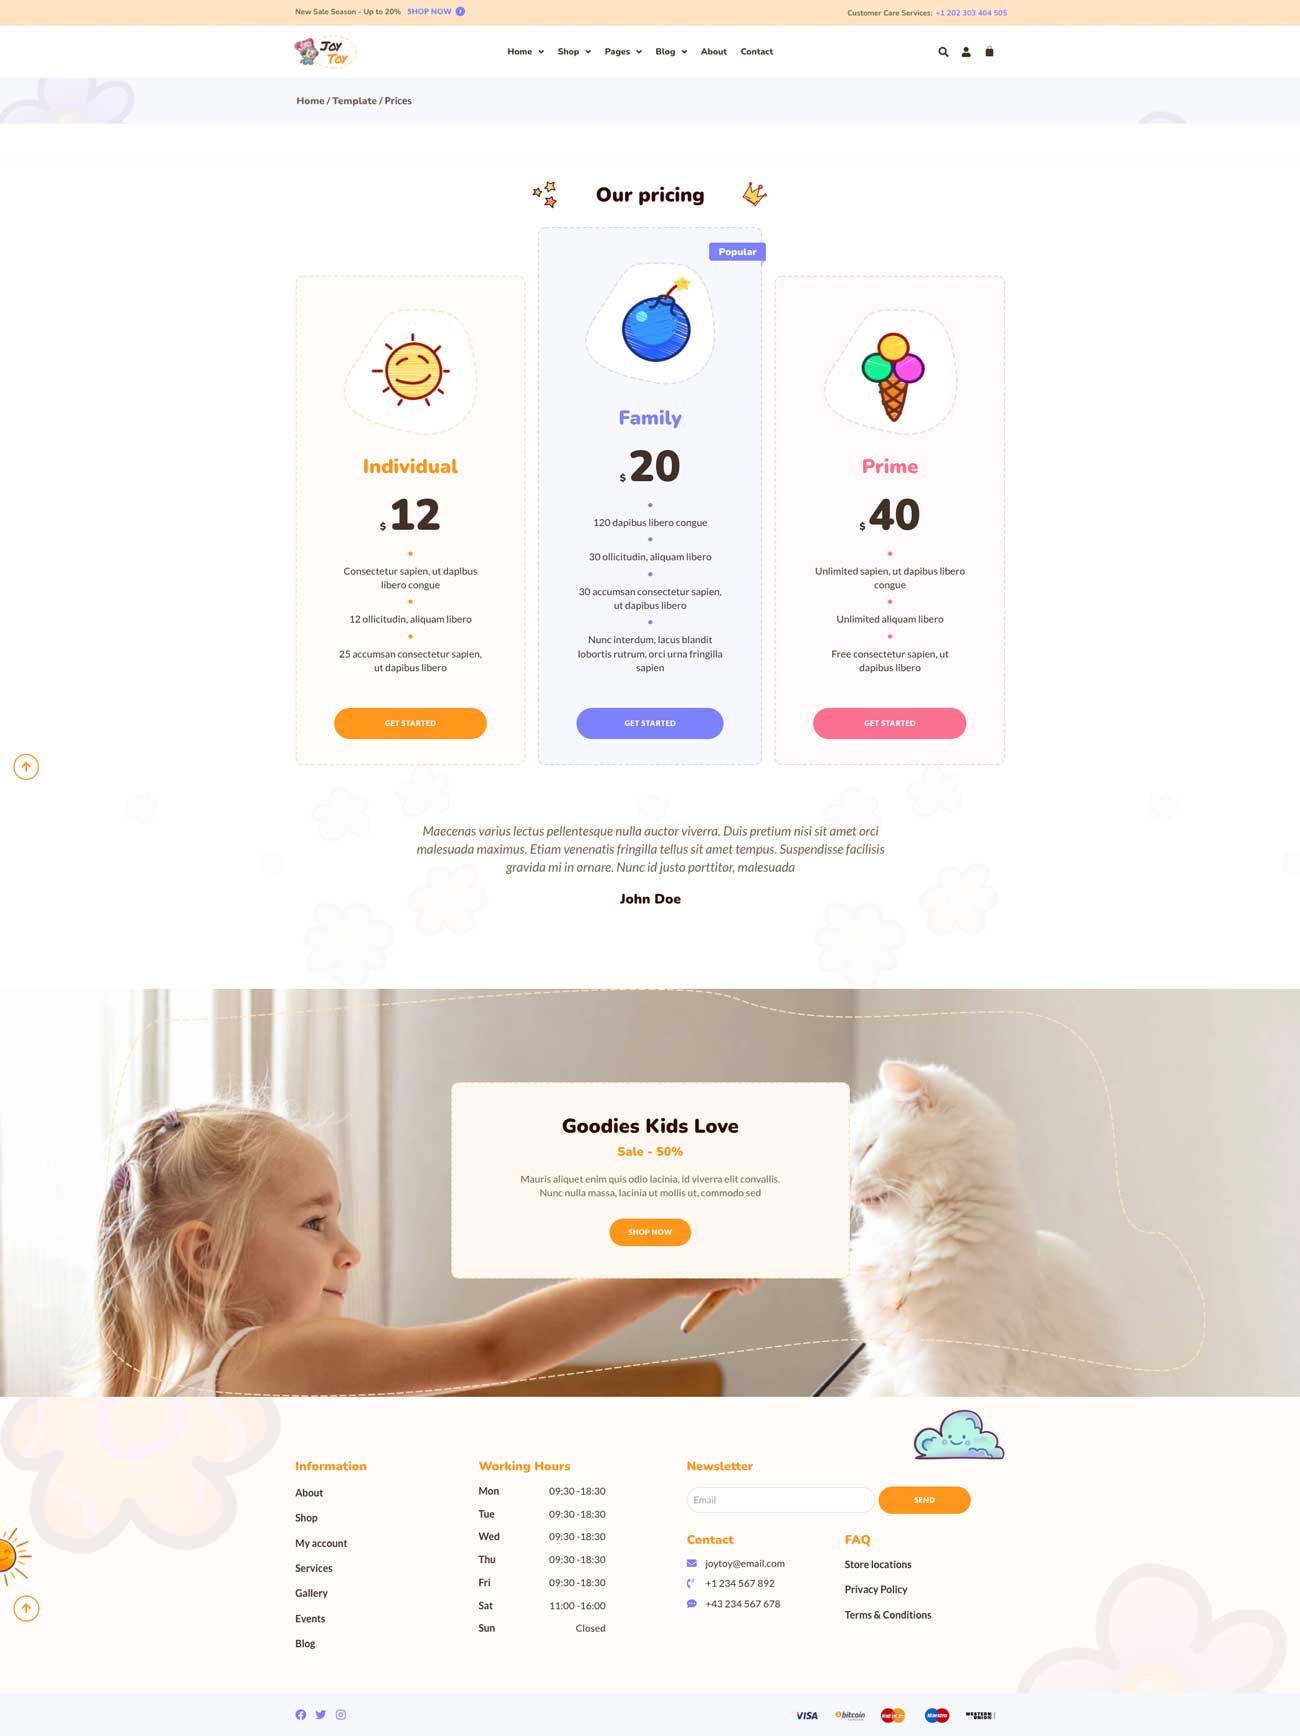 New Sale Season - Up to 20% SHOP NOW
Customer Care Services: +1 202 303 404 505
JOY
TOY
Home Shop Pages Blog About Contact
Home / Template / Prices
Our pricing
Individual
$ 12
Consectetur sapien, ut dapibus
libero congue
12 ollicitudin, aliquam libero
25 accumsan consectetur sapien,
ut dapibus libero
GET STARTED
Popular
Family
$ 20
120 dapibus libero congue
30 ollicitudin, aliquam libero
30 accumsan consectetur sapien,
ut dapibus libero
Nunc interdum, lacus blandit
lobortis rutrum, orci urna fringilla
sapien
GET STARTED
Prime
$ 40
Unlimited sapien, ut dapibus libero
congue
Unlimited aliquam libero
Free consectetur sapien, ut
dapibus libero
GET STARTED
Maecenas varius lectus pellentesque nulla auctor viverra. Duis pretium nisi sit amet orci
malesuada maximus. Etiam venenatis fringilla tellus sit amet tempus. Suspendisse facilisis
gravida mi in ornare. Nunc id justo porttitor, malesuada
John Doe
Goodies Kids Love
Sale - 50%
Mauris aliquet enim quis odio lacinia, id viverra elit convallis.
Nunc nulla massa, lacinia ut mollis ut, commodo sed
SHOP NOW
Information
About
Shop
My account
Services
Gallery
Events
Blog
Working Hours
Mon 09:30 -18:30
Tue 09:30 -18:30
Wed 09:30 -18:30
Thu 09:30 -18:30
Fri 09:30 -18:30
Sat 11:00 -16:00
Sun Closed
Newsletter
Email
SEND
Contact
joytoy@email.com
+1 234 567 892
+43 234 567 678
FAQ
Store locations
Privacy Policy
Terms & Conditions
VISA
bitcoin
Maestro
WESTERN
UNION